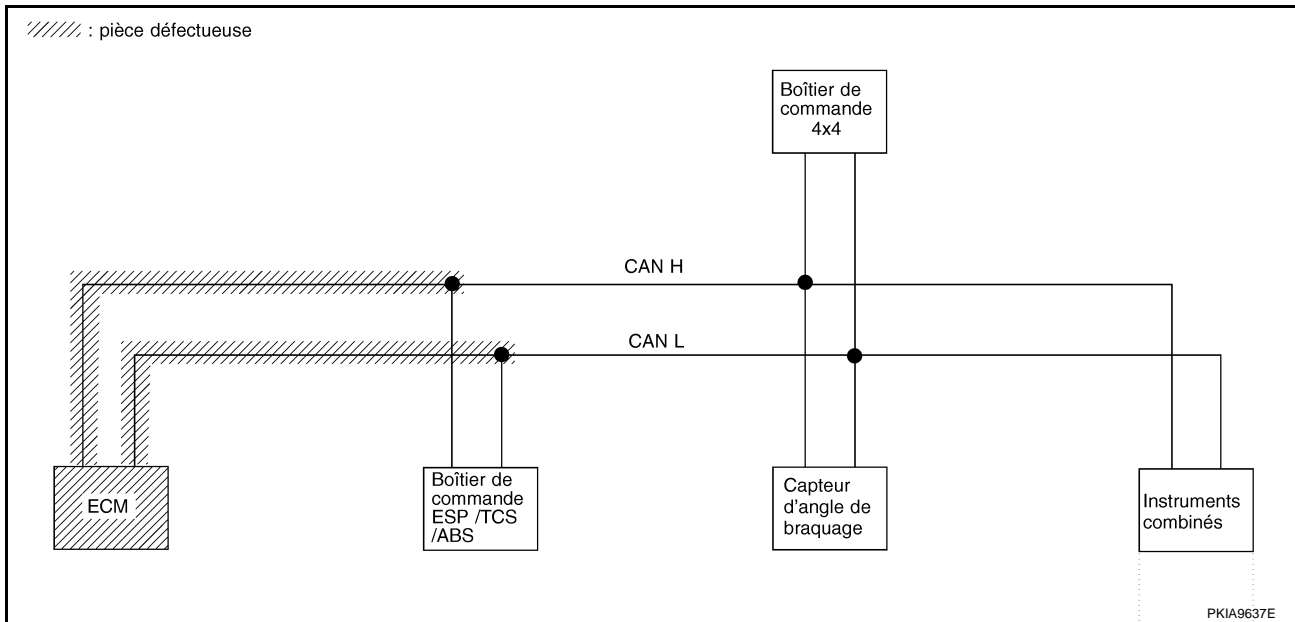 : pièce défectueuse
Boîtier de
commande
4x4
CAN H
CAN L
ECM
Boîtier de
commande
ESP /TCS
/ABS
Capteur
d'angle de
braquage
Instruments
combinés
PKIA9637E